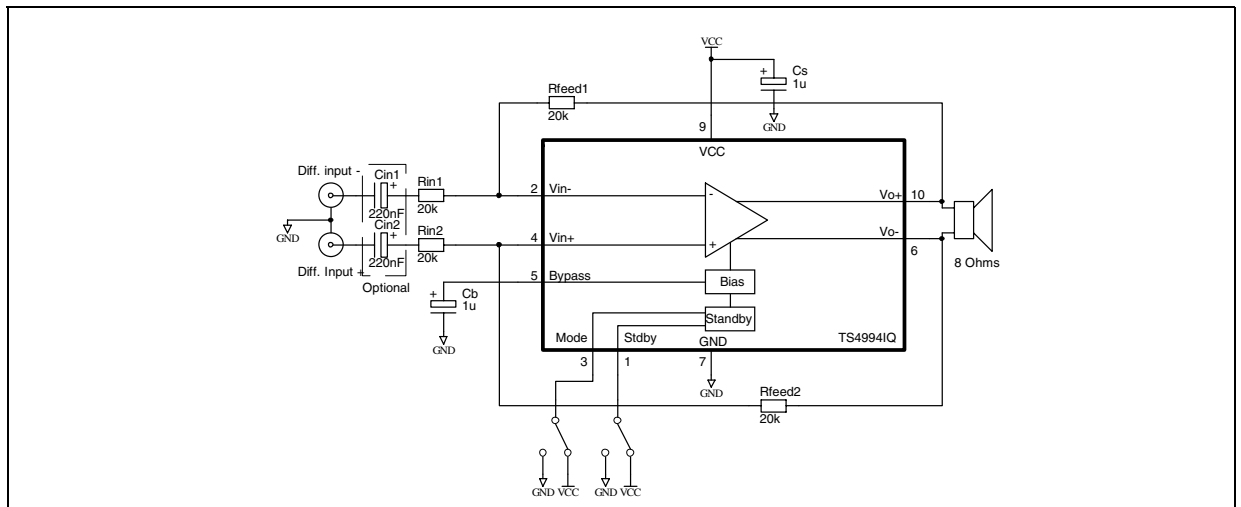 VCC
+
Cs
1u
GND
Rfeed1
20k
9
VCC
Diff. input -
Cin1
+
220nF
Rin1
20k
2
Vin-
-
Vo+
10
GND
Cin2
+
220nF
Rin2
20k
4
Vin+
+
Vo-
6
8 Ohms
Diff. Input +
Optional
5
Bypass
Bias
+
Cb
1u
GND
Standby
Mode
Stdby
GND
TS4994IQ
3
1
7
GND
Rfeed2
20k
GND
VCC
GND
VCC